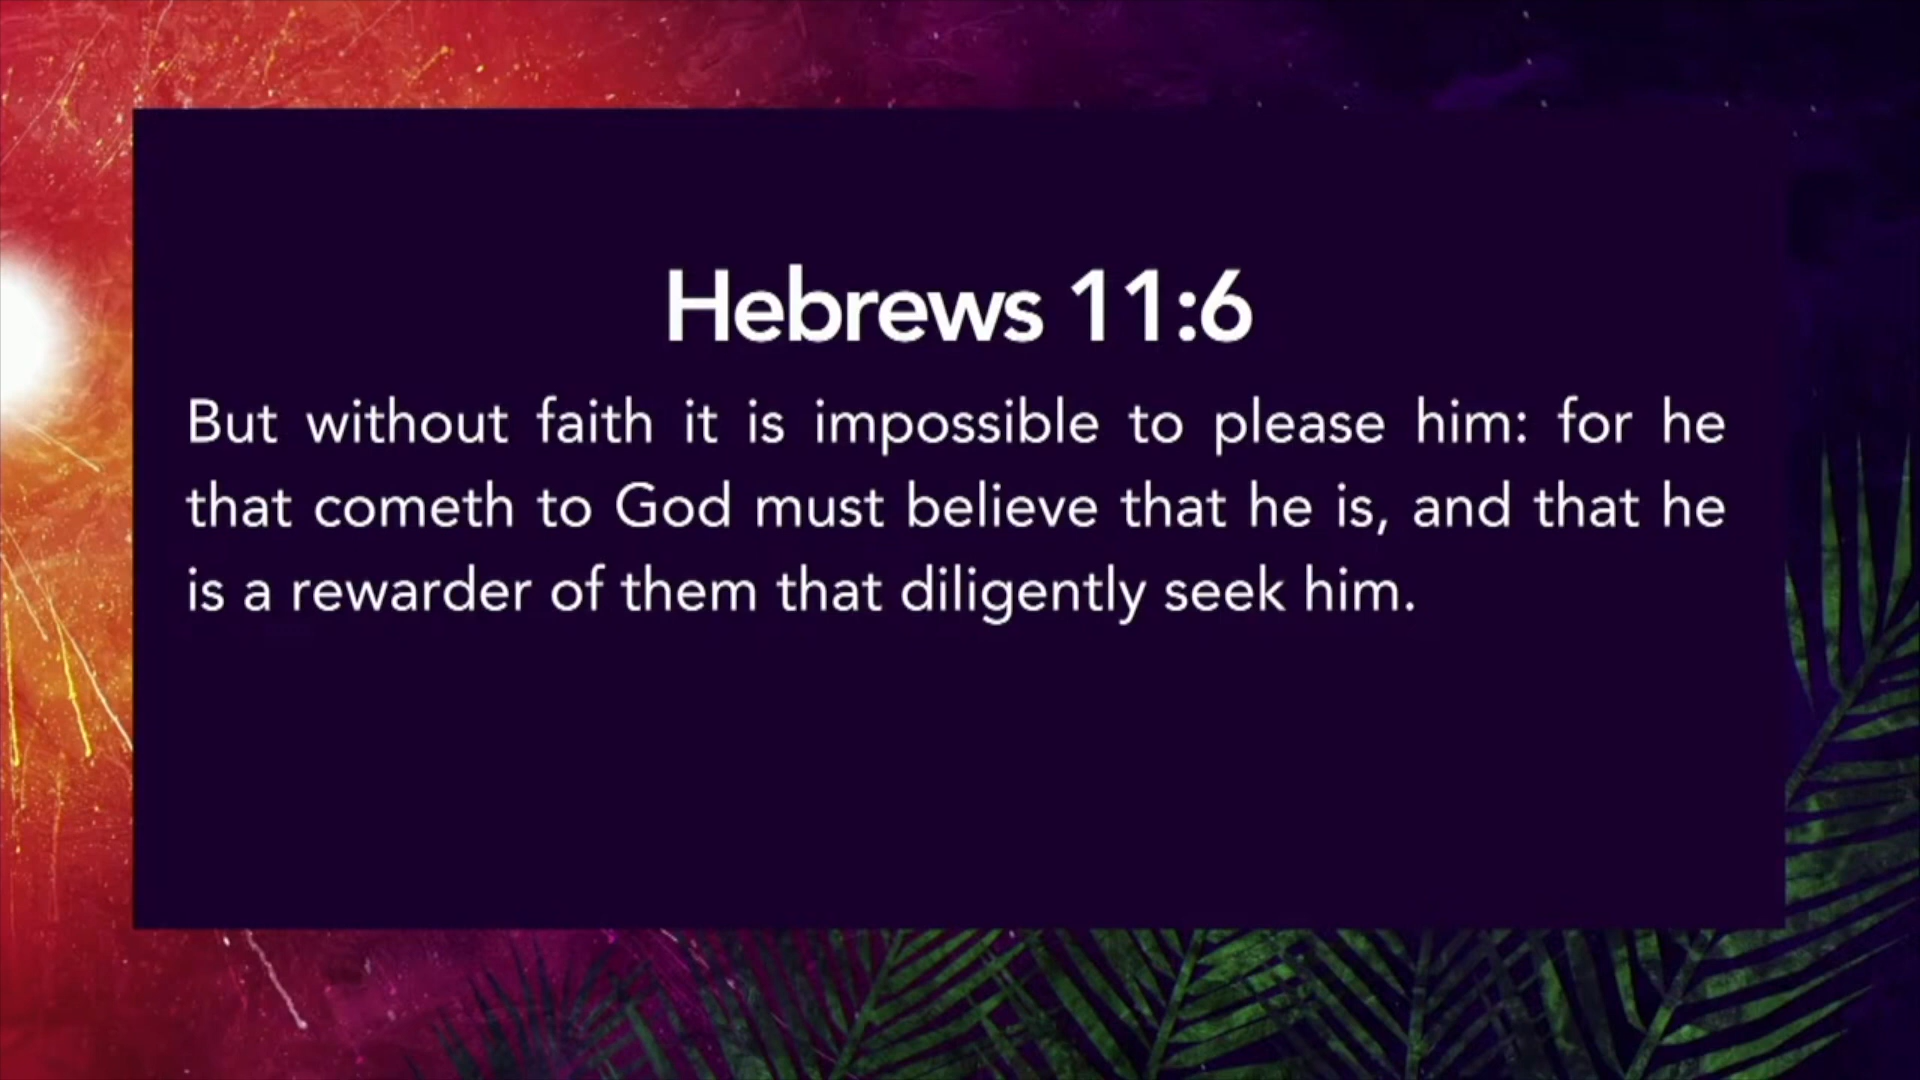 Hebrews 11:6
But without faith it is impossible to please him: for he
that cometh to God must believe that he is, and that he
is a rewarder of them that diligently seek him.